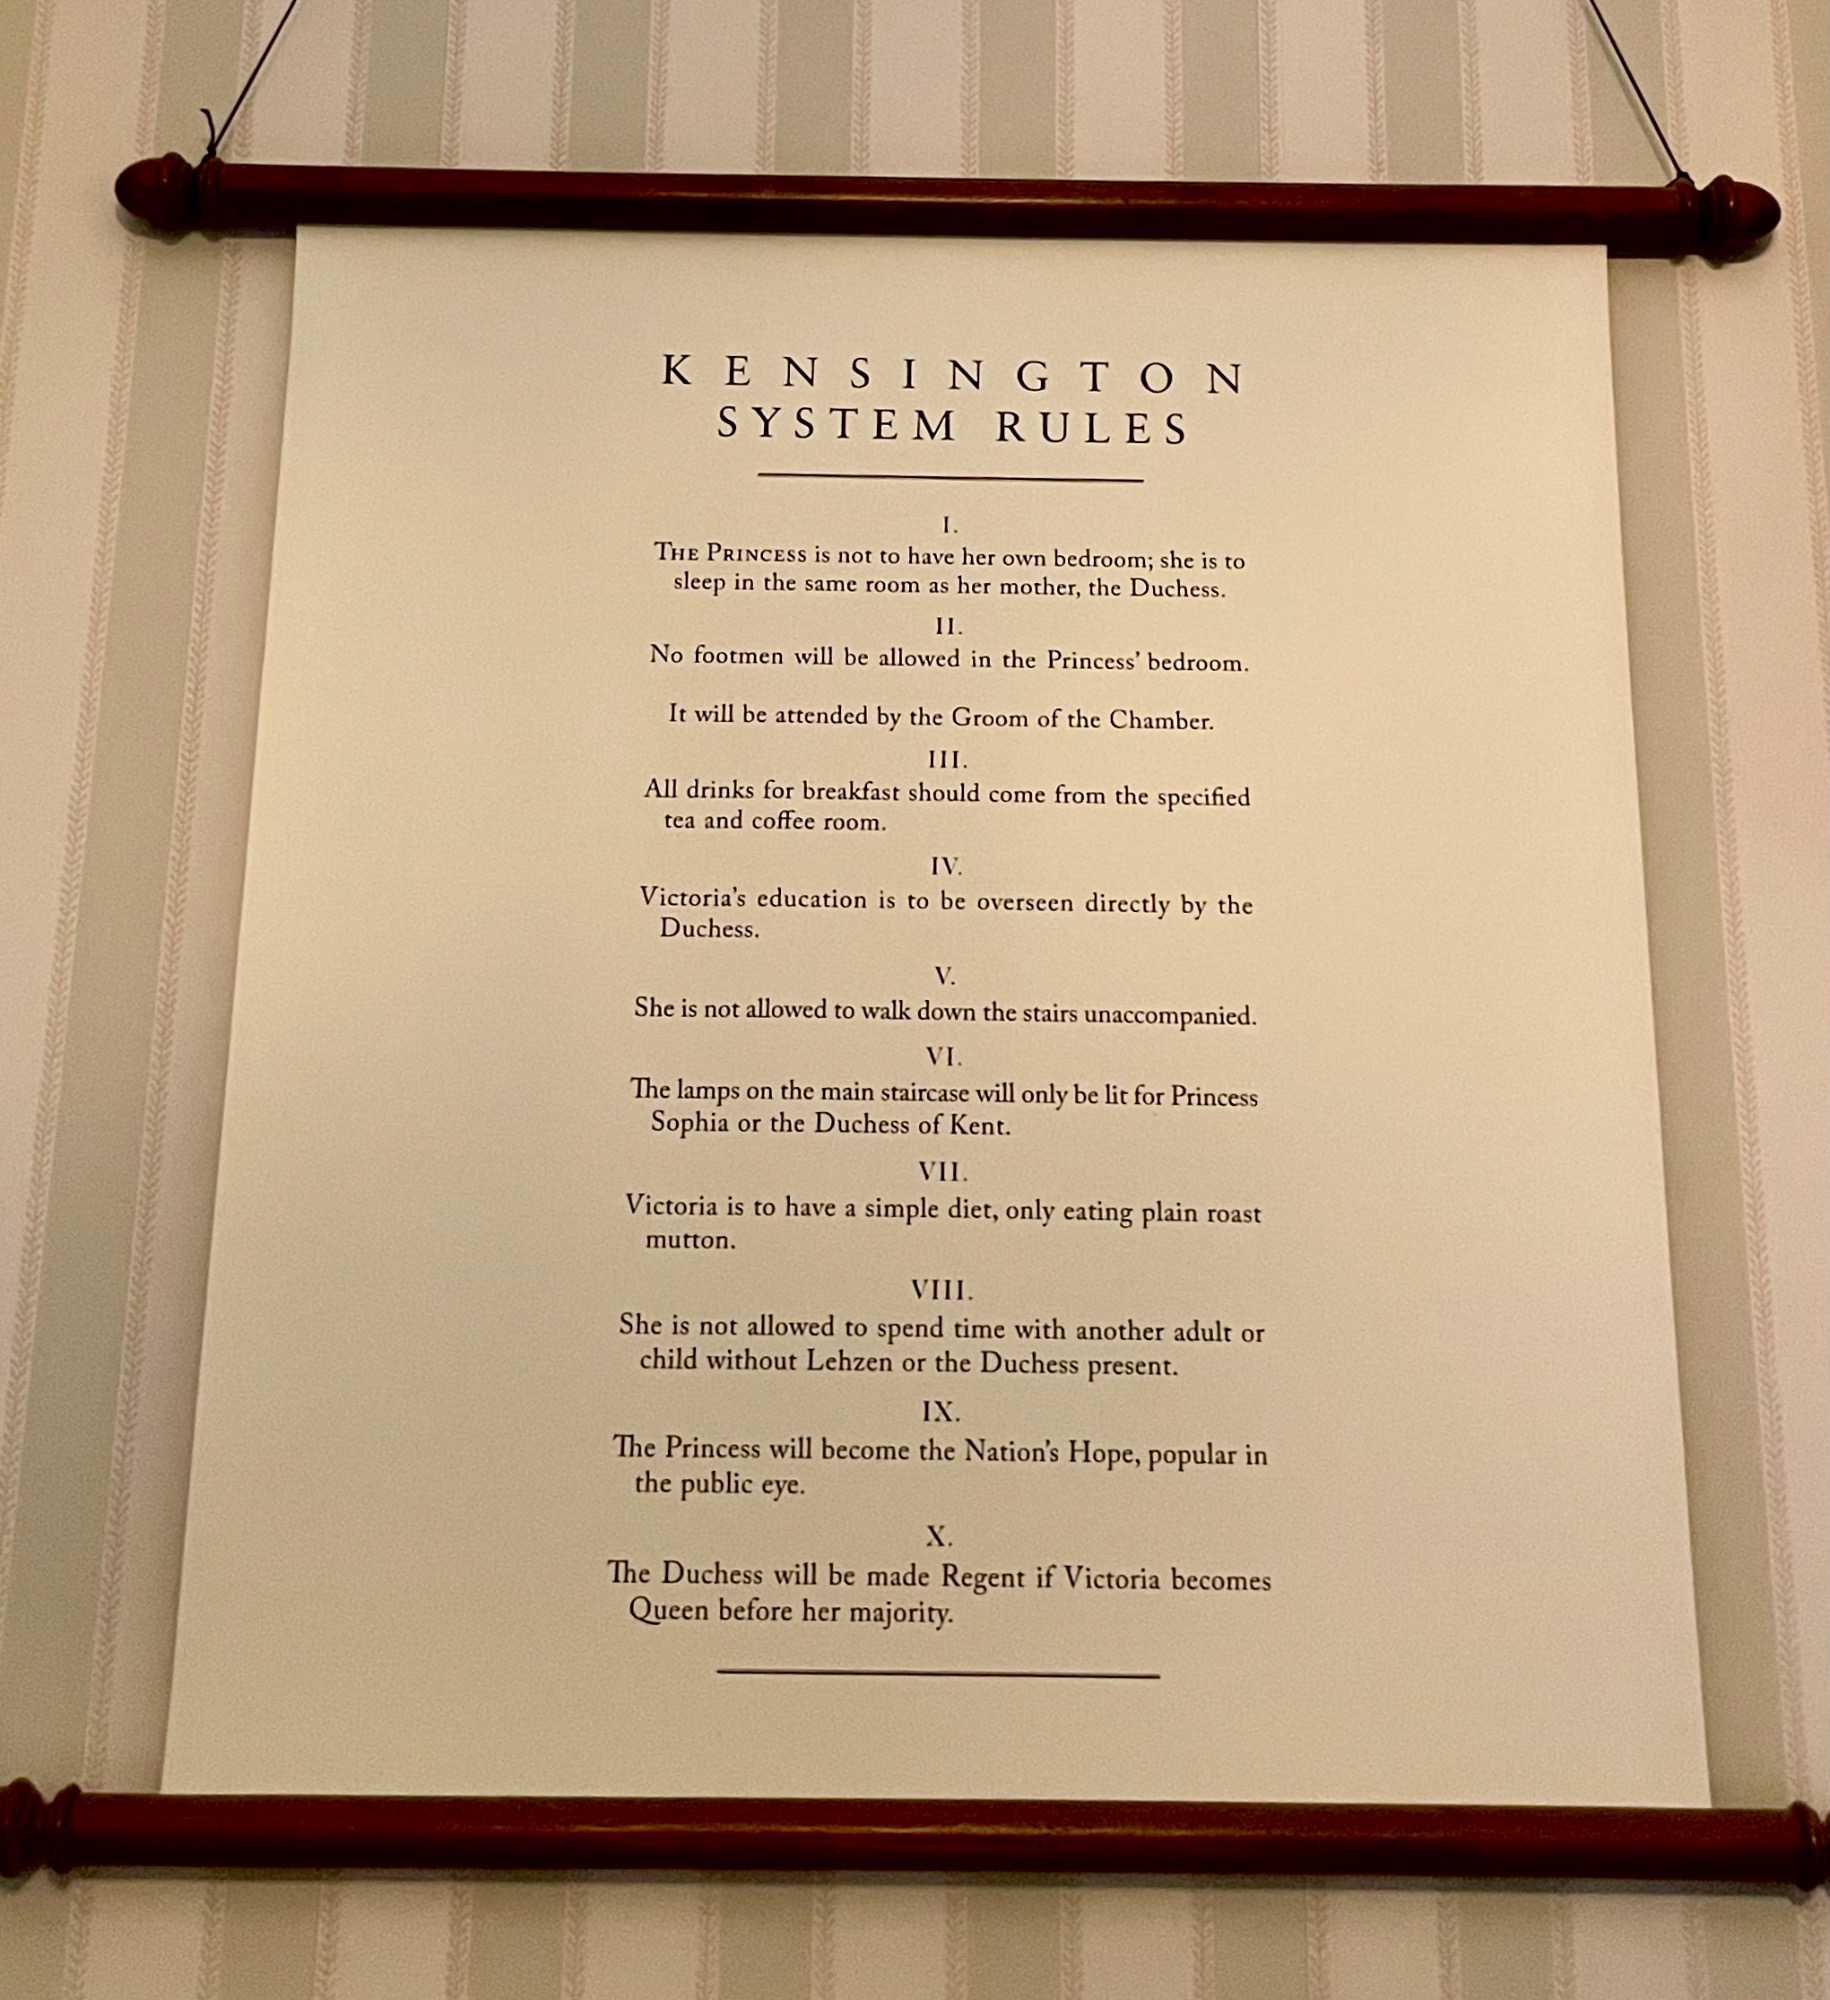 KENSINGTON
SYSTEM RULES
I.
THE PRINCESS is not to have her own bedroom; she is to
sleep in the same room as her mother, the Duchess.
II.
No footmen will be allowed in the Princess' bedroom.
It will be attended by the Groom of the Chamber.
III.
All drinks for breakfast should come from the specified
tea and coffee room.
IV.
Victoria's education is to be overseen directly by the
Duchess.
V.
She is not allowed to walk down the stairs unaccompanied.
VI.
The lamps on the main staircase will only be lit for Princess
Sophia or the Duchess of Kent.
VII.
Victoria is to have a simple diet, only eating plain roast
mutton.
VIII.
She is not allowed to spend time with another adult or
child without Lehzen or the Duchess present.
IX.
The Princess will become the Nation's Hope, popular in
the public eye.
X.
The Duchess will be made Regent if Victoria becomes
Queen before her majority.